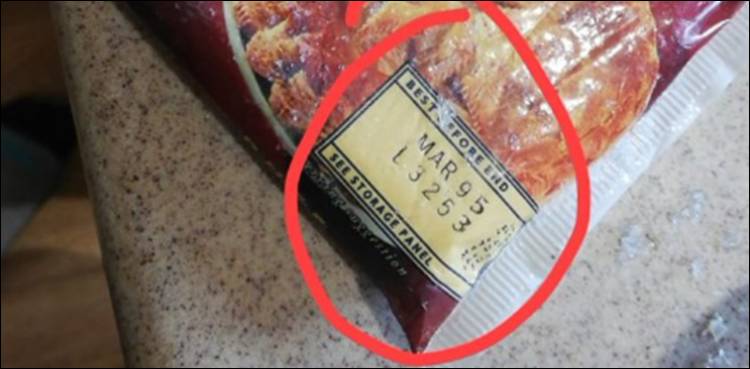 BEST BEFORE END
MAR 95
L3253
SEE STORAGE PANEL